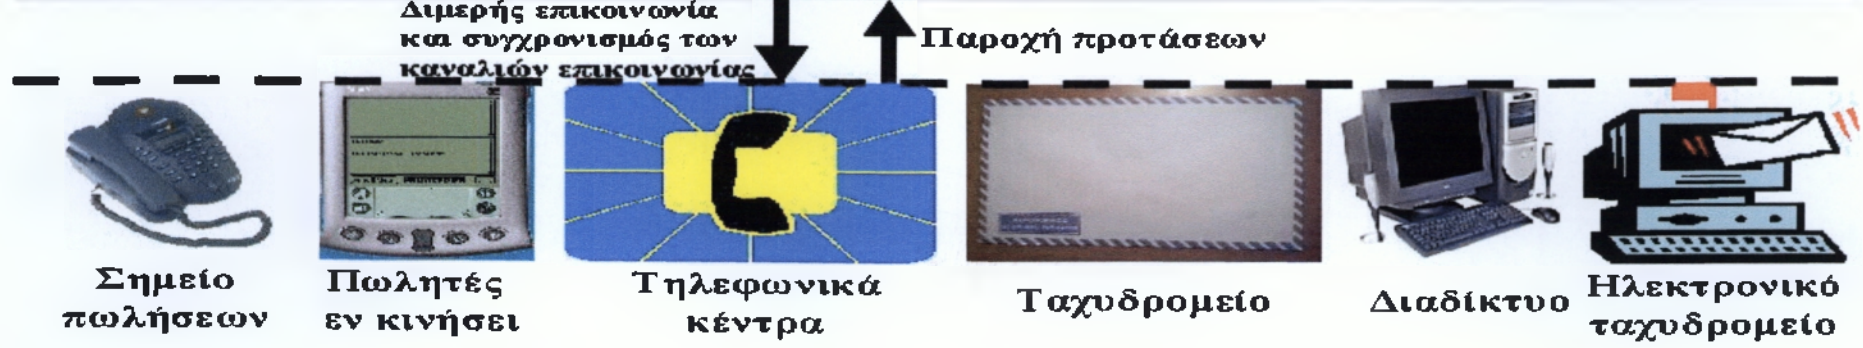 Διμερής επικοινωνία
και συγχρονισμός των
καναλιών επικοινωνίας
Παροχή προτάσεων
Σημείο
πωλήσεων
Πωλητές
εν κινήσει
Τηλεφωνικά
κέντρα
Ταχυδρομείο
Διαδίκτυο
Ηλεκτρονικό
ταχυδρομείο